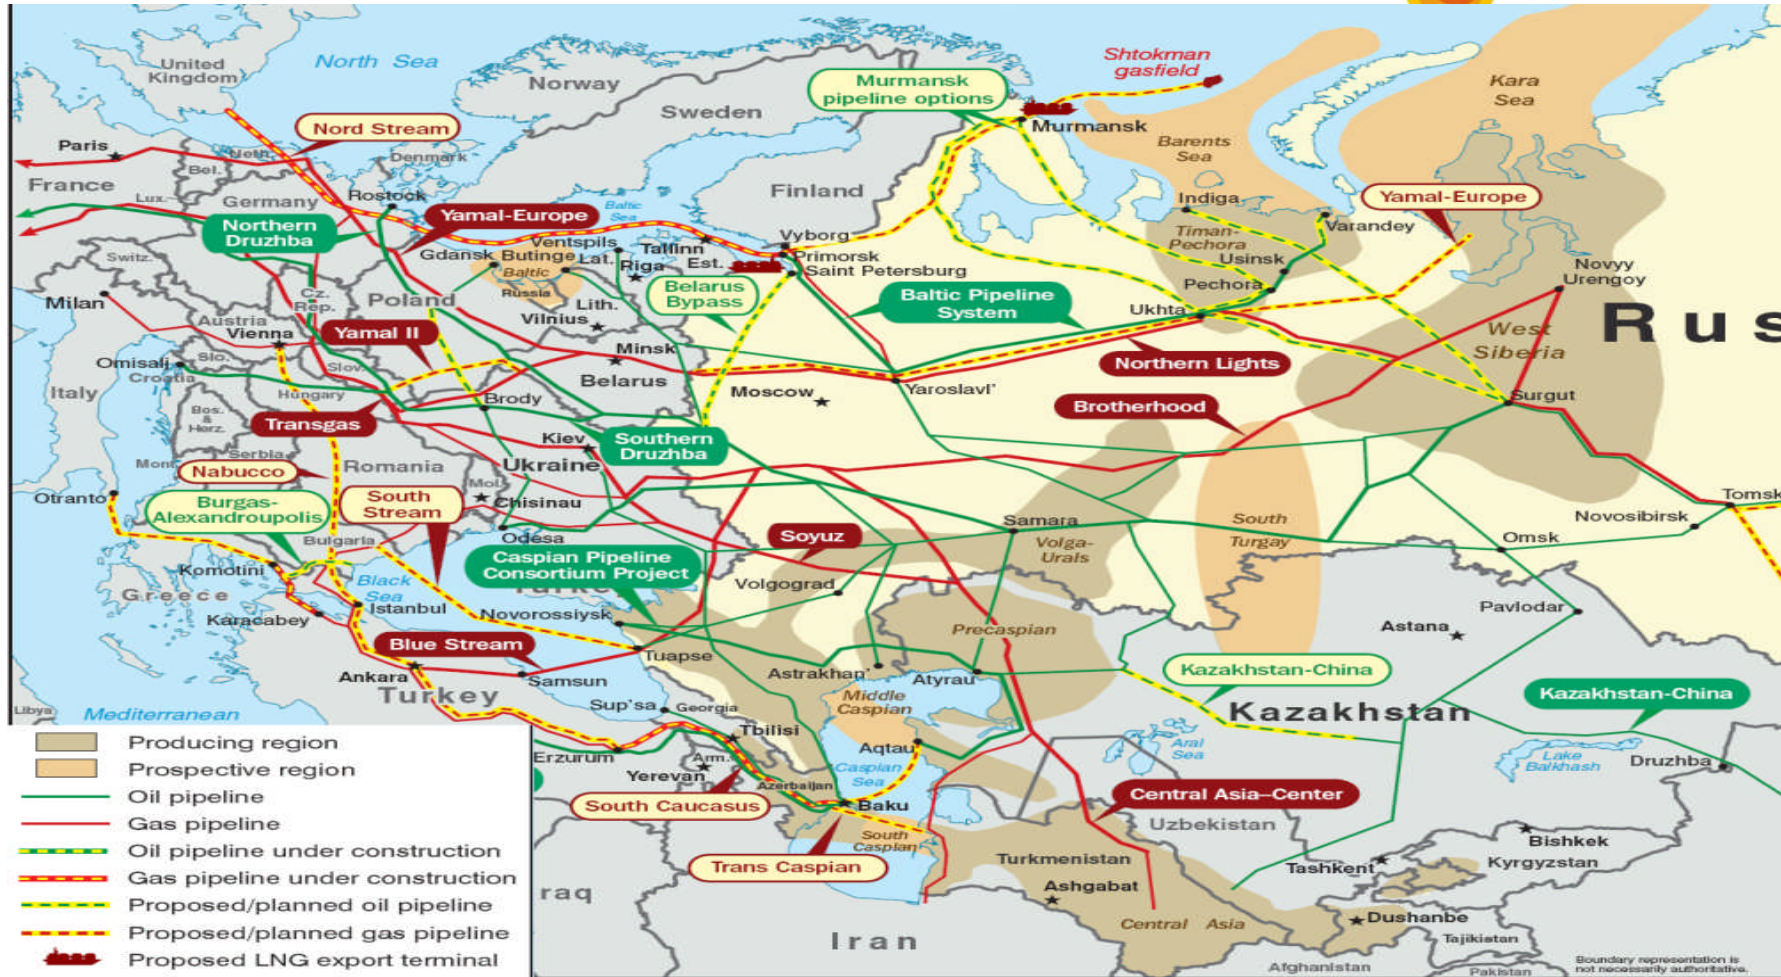 United
Kingdom
North Sea
Norway
Sweden
Finland
Murmansk
pipeline options
Shtokman
gasfield
Kara
Sea
Murmansk
Barents
Sea
Nord Stream
Paris
Neth.
Bel.
Denmark
France
Lux.
Germany
Rostock
Northern
Druzhba
Yamal-Europe
Baltic
Sea
Indiga
Yamal-Europe
Varandey
Timan-
Pechora
Usinsk
Pechora
Novyy
Urengoy
Ventspils
Tallinn
Est.
Vyborg
Primorsk
Saint Petersburg
Gdańsk
Butinge
Lat.
Riga
Baltic
Russia
Lith.
Vilnius
Belarus
Bypass
Baltic Pipeline
System
Ukhta
West
Siberia
Rus
Switz.
Milan
Cz.
Rep.
Poland
Austria
Vienna
Yamal II
Minsk
Belarus
Northern Lights
Moscow
Yaroslavl'
Surgut
Omisalj
Slo.
Croatia
Slov.
Hungary
Italy
Bos.
&
Herz.
Brody
Brotherhood
Transgas
Kiev
Southern
Druzhba
Serbia
Mont.
Nabucco
Romania
Ukraine
Mol.
Chisinau
Otranto
Burgas-
Alexandroupolis
South
Stream
Tomsk
Novosibirsk
Samara
South
Turgay
Omsk
Bulgaria
Odesa
Soyuz
Volga-
Urals
Caspian Pipeline
Consortium Project
Komotini
Black
Sea
Turke
Volgograd
Greece
Istanbul
Karacabey
Novorossiysk
Pavlodar
Astana
Precaspian
Blue Stream
Tuapse
Ankara
Samsun
Astrakhan'
Atyrau
Kazakhstan-China
Turkey
Kazakhstan-China
Libya
Mediterranean
Sup'sa
Georgia
Middle
Caspian
Kazakhstan
Tbilisi
Aqtau
Aral
Sea
Lake
Balkhash
Druzhba
Erzurum
Arm.
Yerevan
Caspian
Sea
Azerbaijan
Baku
South Caucasus
Central Asia–Center
Uzbekistan
Bishkek
Kyrgyzstan
South
Caspian
Trans Caspian
Turkmenistan
Ashgabat
Tashkent
Dushanbe
Central Asia
Tajikistan
raq
Iran
Afghanistan
Pakistan
Boundary representation is
not necessarily authoritative.
Producing region
Prospective region
Oil pipeline
Gas pipeline
Oil pipeline under construction
Gas pipeline under construction
Proposed/planned oil pipeline
Proposed/planned gas pipeline
Proposed LNG export terminal